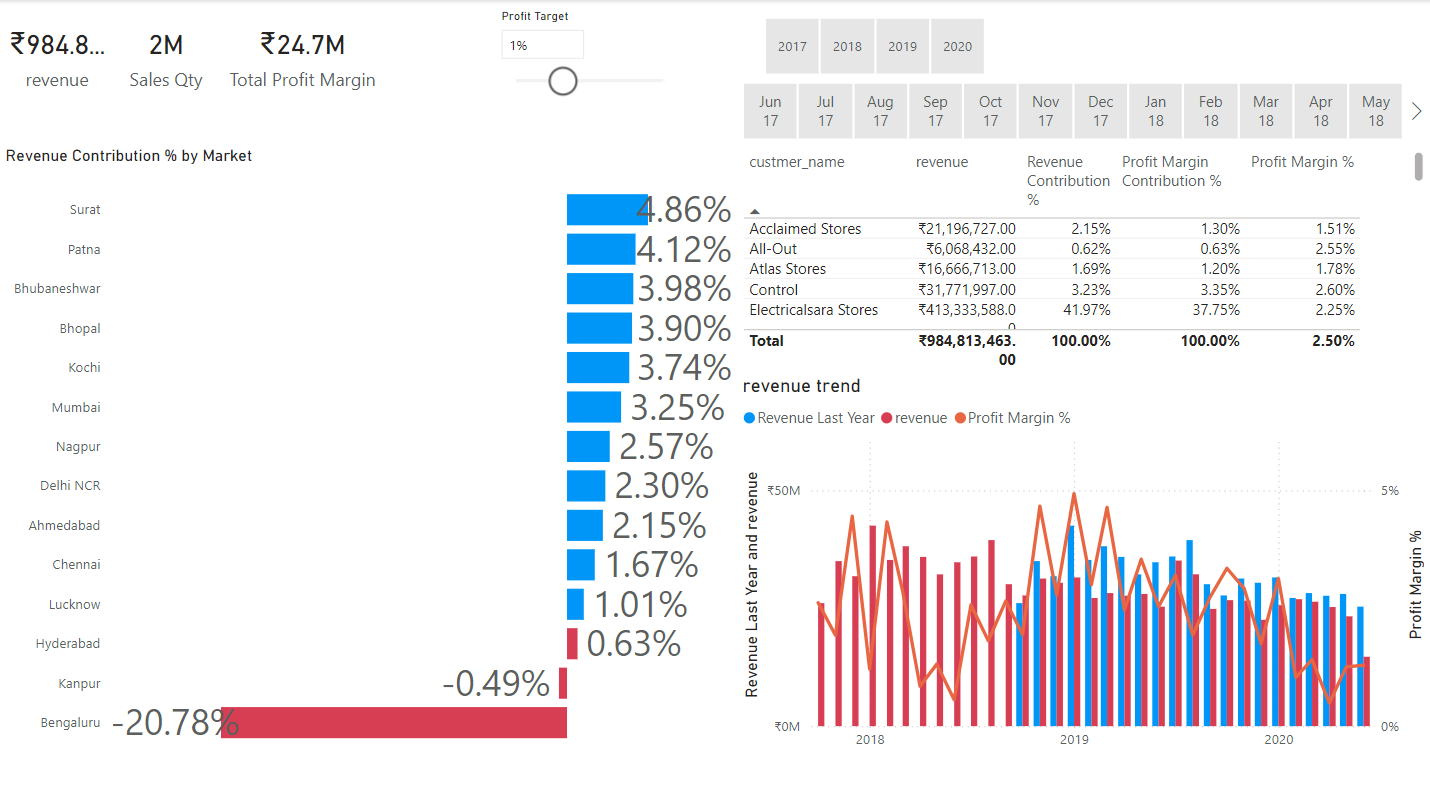 ₹984.8...
revenue
2M
Sales Qty
₹24.7M
Total Profit Margin
Profit Target
1%
2017
2018
2019
2020
Jun
17
Jul
17
Aug
17
Sep
17
Oct
17
Nov
17
Dec
17
Jan
18
Feb
18
Mar
18
Apr
18
May
18
Revenue Contribution % by Market
Surat 4.86%
Patna 4.12%
Bhubaneshwar 3.98%
Bhopal 3.90%
Kochi 3.74%
Mumbai 3.25%
Nagpur 2.57%
Delhi NCR 2.30%
Ahmedabad 2.15%
Chennai 1.67%
Lucknow 1.01%
Hyderabad 0.63%
Kanpur -0.49%
Bengaluru -20.78%
custmer_name
revenue
Revenue
Contribution
%
Profit Margin
Contribution %
Profit Margin %
Acclaimed Stores ₹21,196,727.00 2.15% 1.30% 1.51%
All-Out ₹6,068,432.00 0.62% 0.63% 2.55%
Atlas Stores ₹16,666,713.00 1.69% 1.20% 1.78%
Control ₹31,771,997.00 3.23% 3.35% 2.60%
Electricalsara Stores ₹413,333,588.0 41.97% 37.75% 2.25%
0
Total ₹984,813,463. 100.00% 100.00% 2.50%
00
revenue trend
Revenue Last Year revenue Profit Margin %
Revenue Last Year and revenue
₹50M
₹0M
2018
2019
2020
5%
0%
Profit Margin %